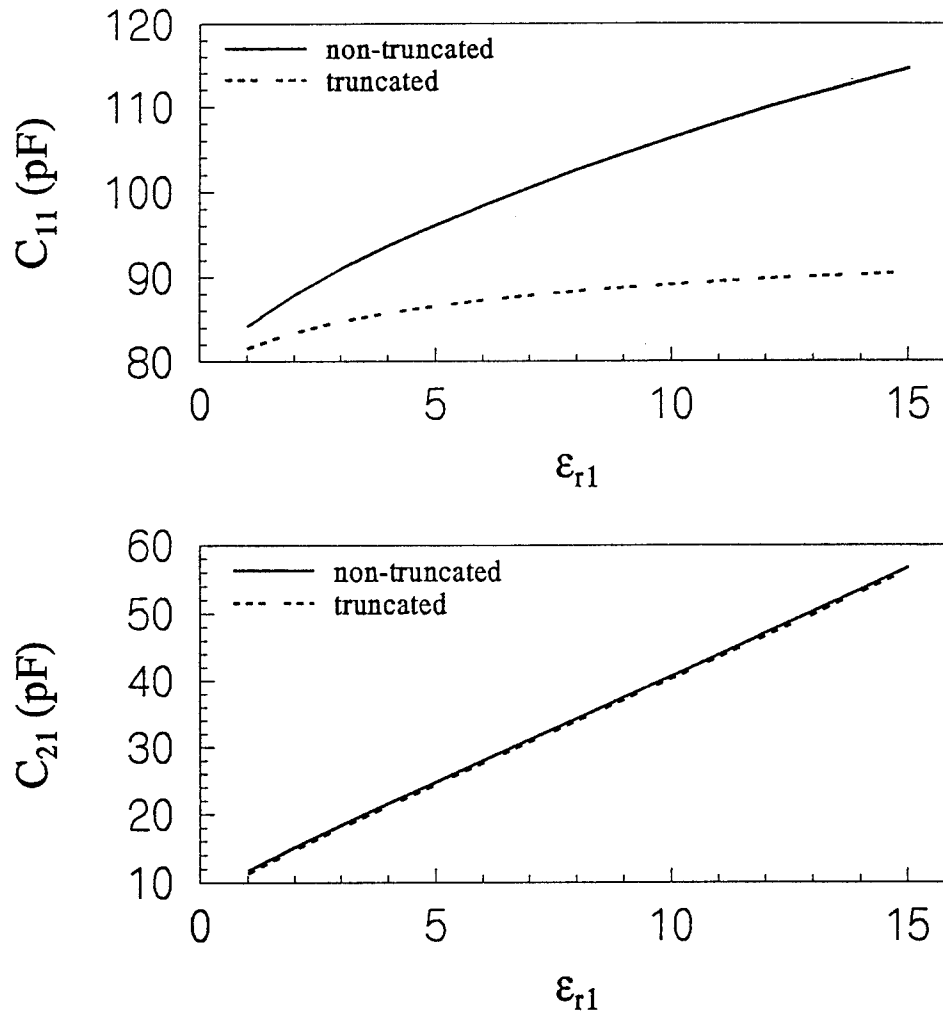 120
110
100
90
80
C11 (pF)
non-truncated
truncated
0 5 10 15
εr1
60
50
40
30
20
10
C21 (pF)
non-truncated
truncated
0 5 10 15
εr1